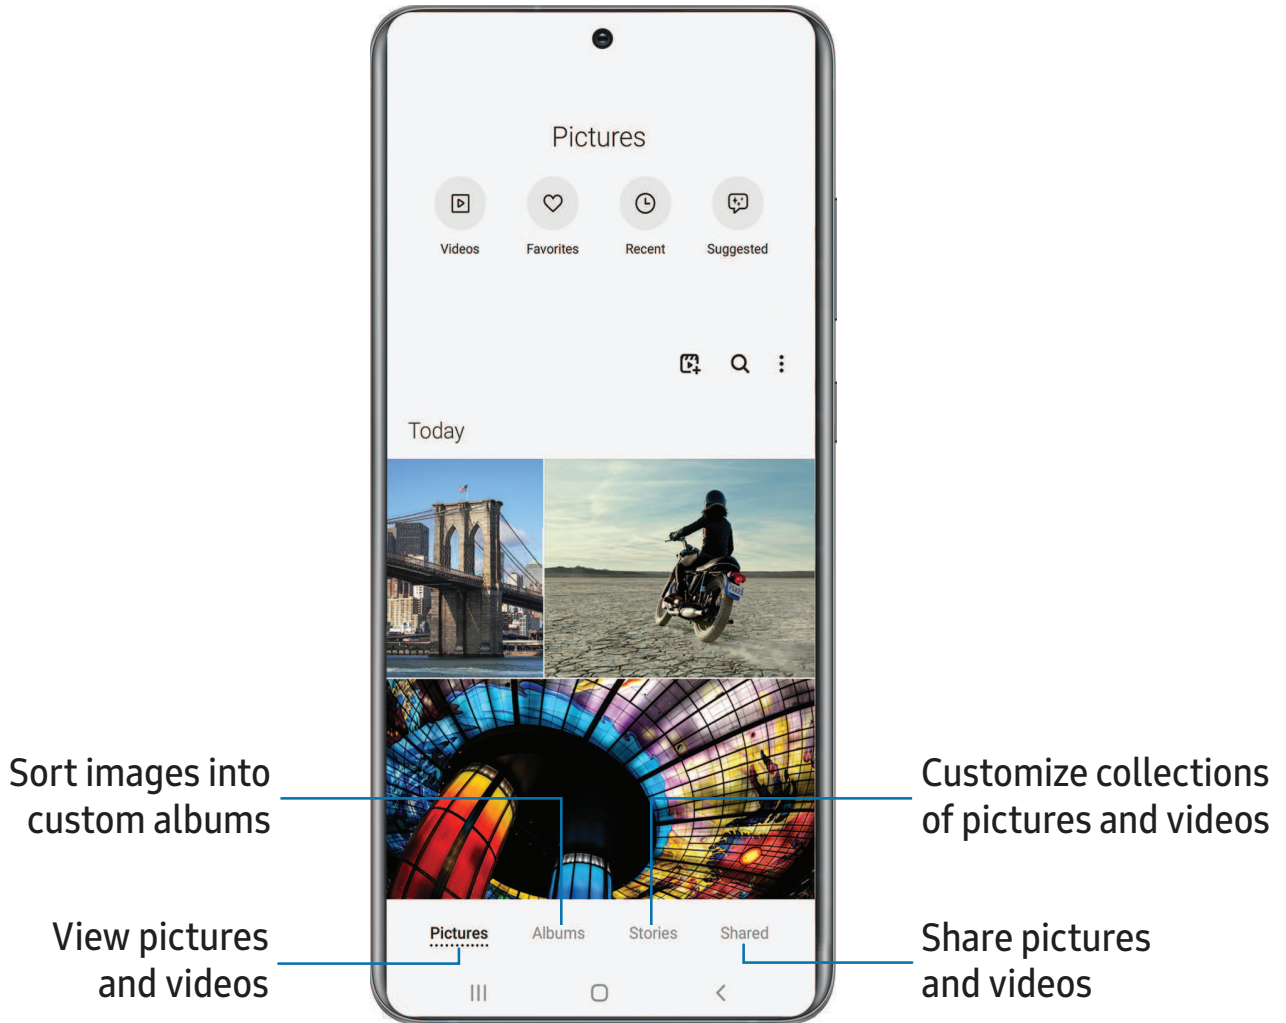 Pictures
Videos
Favorites
Recent
Suggested
Today
Sort images into
custom albums
Customize collections
of pictures and videos
View pictures
and videos
Pictures
Albums
Stories
Shared
Share pictures
and videos